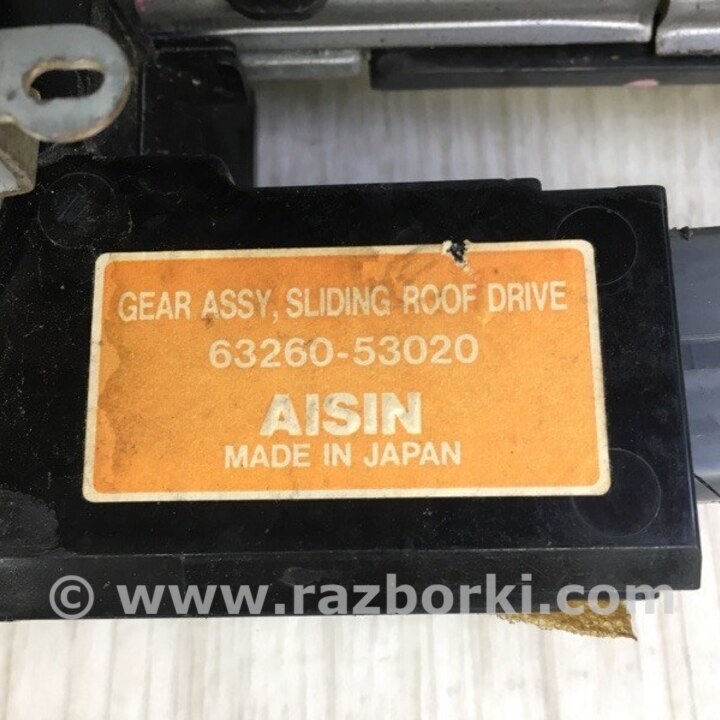 GEAR ASSY, SLIDING ROOF DRIVE
63260-53020
AISIN
MADE IN JAPAN
© www.razborki.com